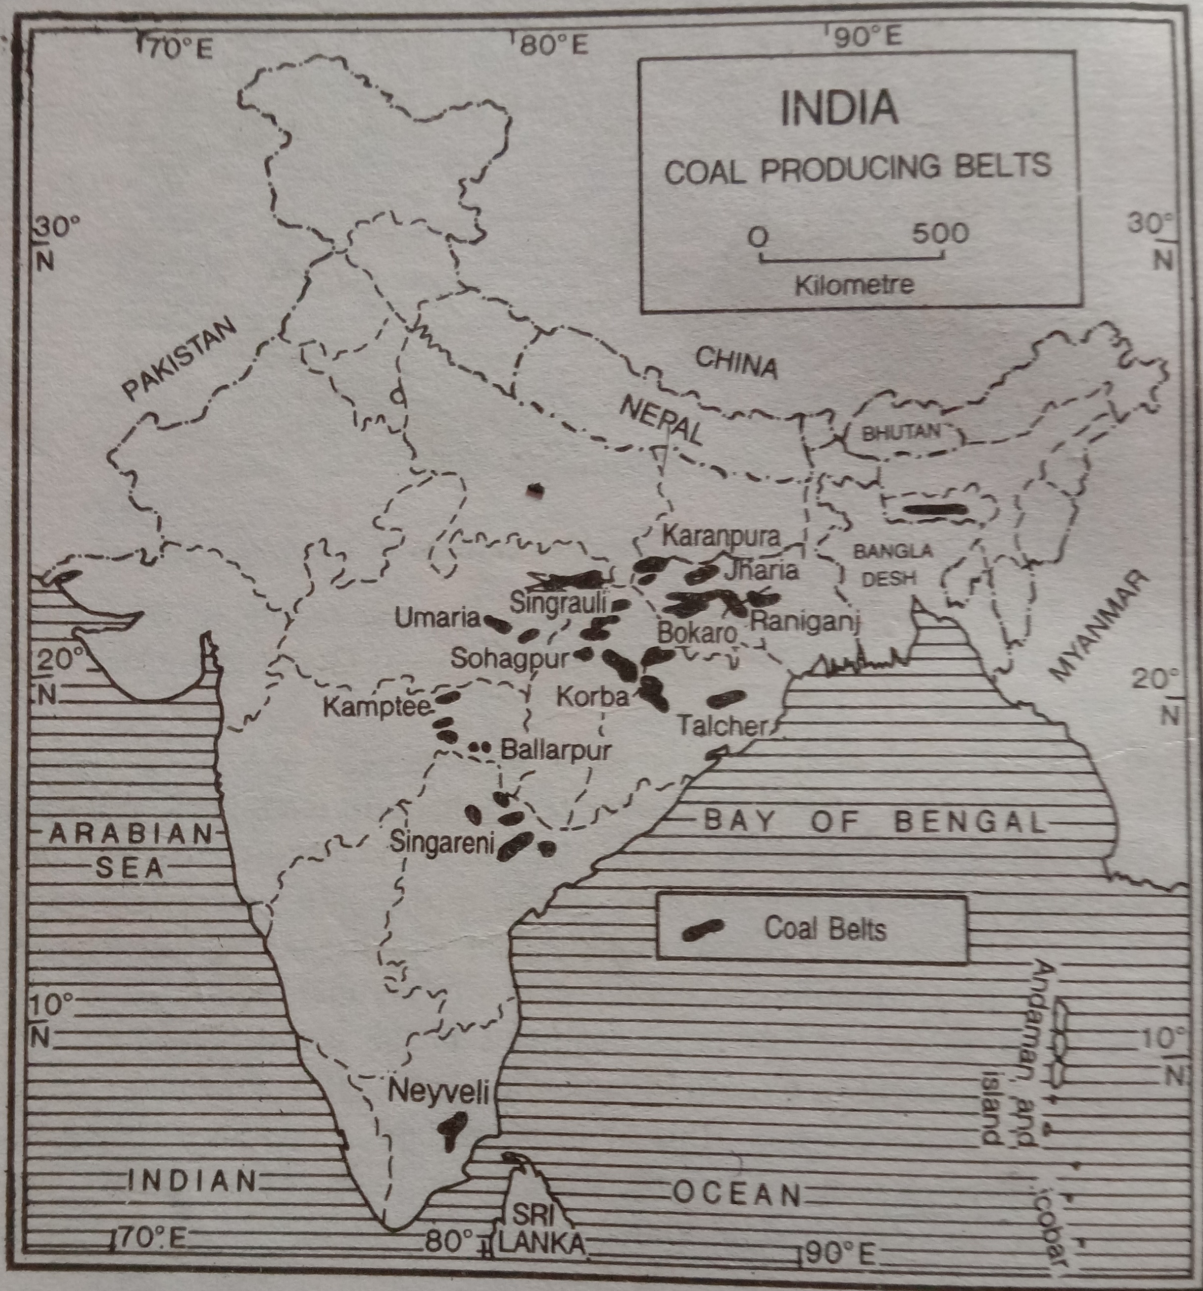 70°E
80°E
90°E
INDIA
COAL PRODUCING BELTS
0 500
Kilometre
30°
N
30°
N
PAKISTAN
CHINA
NEPAL
BHUTAN
Karanpura
BANGLA
DESH
Jharia
Singrauli
Umaria
Raniganj
Bokaro
MYANMAR
Sohagpur
20°
N
20°
N
Korba
Kamptee
Talcher
Ballarpur
ARABIAN
SEA
BAY OF BENGAL
Singareni
Coal Belts
10°
N
10°
N
Andaman and
icobar
island
Neyveli
INDIAN
OCEAN
SRI
LANKA
70°E
80°
90°E